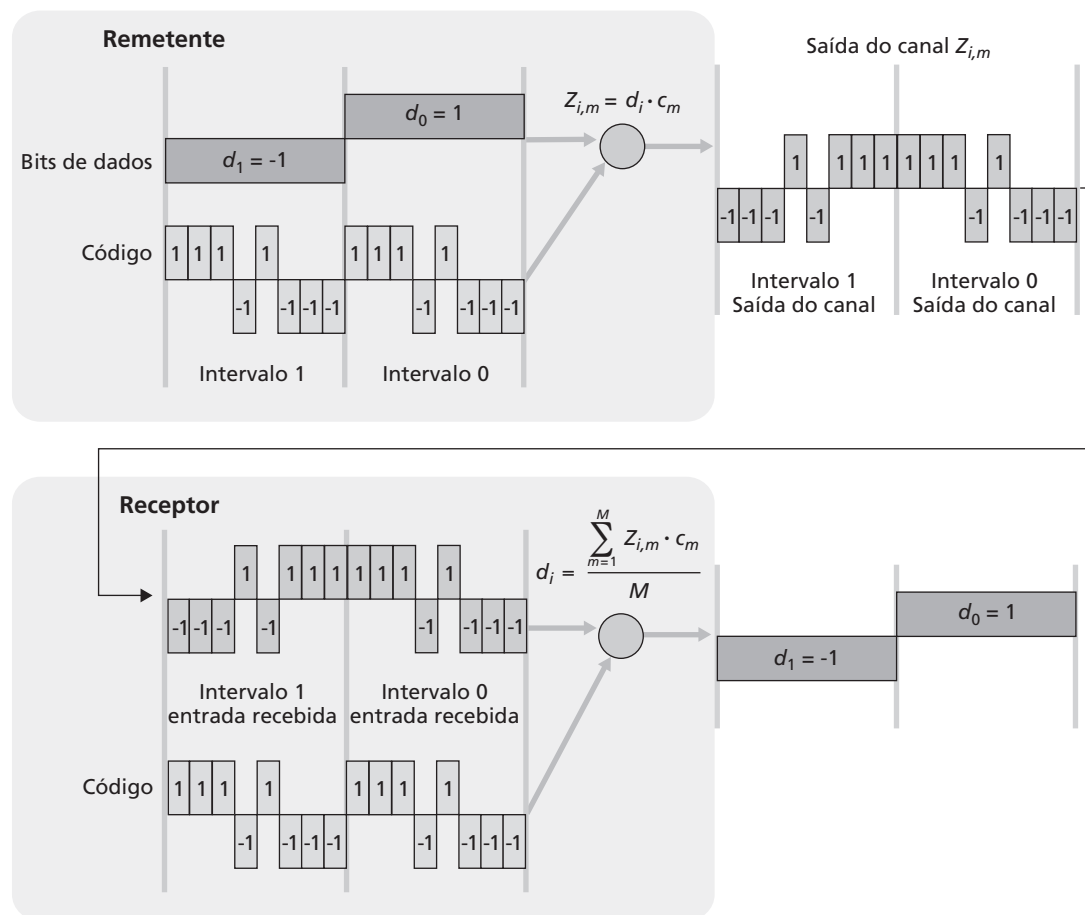 Remetente
Saída do canal Z_{i,m}
Z_{i,m} = d_i · c_m
d_0 = 1
Bits de dados
d_1 = -1
1 1 1 1 1 1 1 1
-1 -1 -1 -1 -1 -1 -1 -1
Código
1 1 1 1 1 1 1 1
-1 -1 -1 -1 -1 -1 -1 -1
Intervalo 1
Saída do canal
Intervalo 0
Saída do canal
Intervalo 1
Intervalo 0
Receptor
d_i = \frac{\sum_{m=1}^{M} Z_{i,m} · c_m}{M}
1 1 1 1 1 1 1 1
-1 -1 -1 -1 -1 -1 -1 -1
d_0 = 1
d_1 = -1
Intervalo 1
entrada recebida
Intervalo 0
entrada recebida
Código
1 1 1 1 1 1 1 1
-1 -1 -1 -1 -1 -1 -1 -1